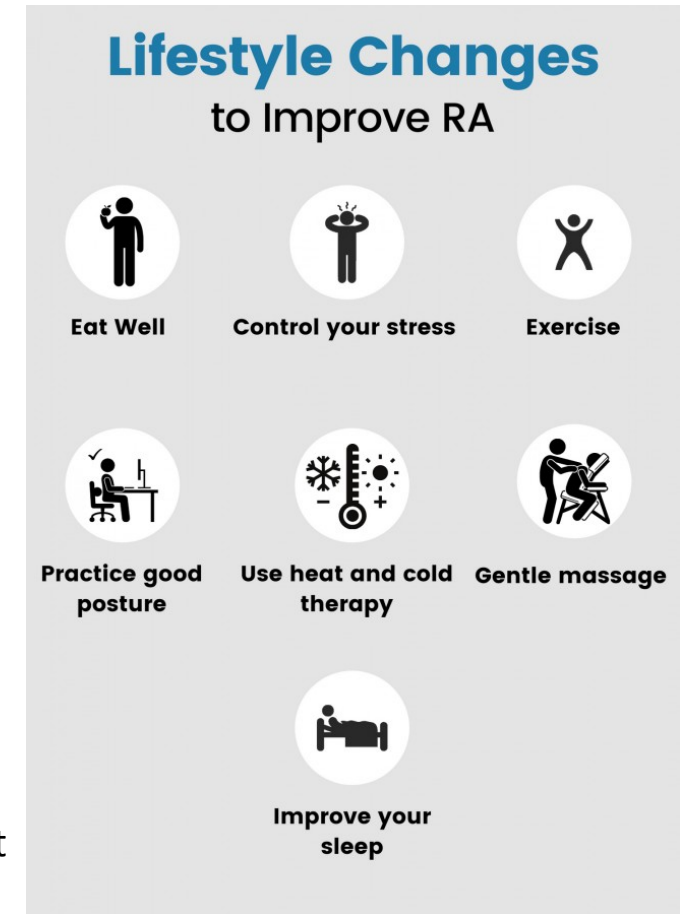 Lifestyle Changes
to Improve RA
Eat Well
Control your stress
Exercise
Practice good
posture
Use heat and cold
therapy
Gentle massage
Improve your
sleep
t